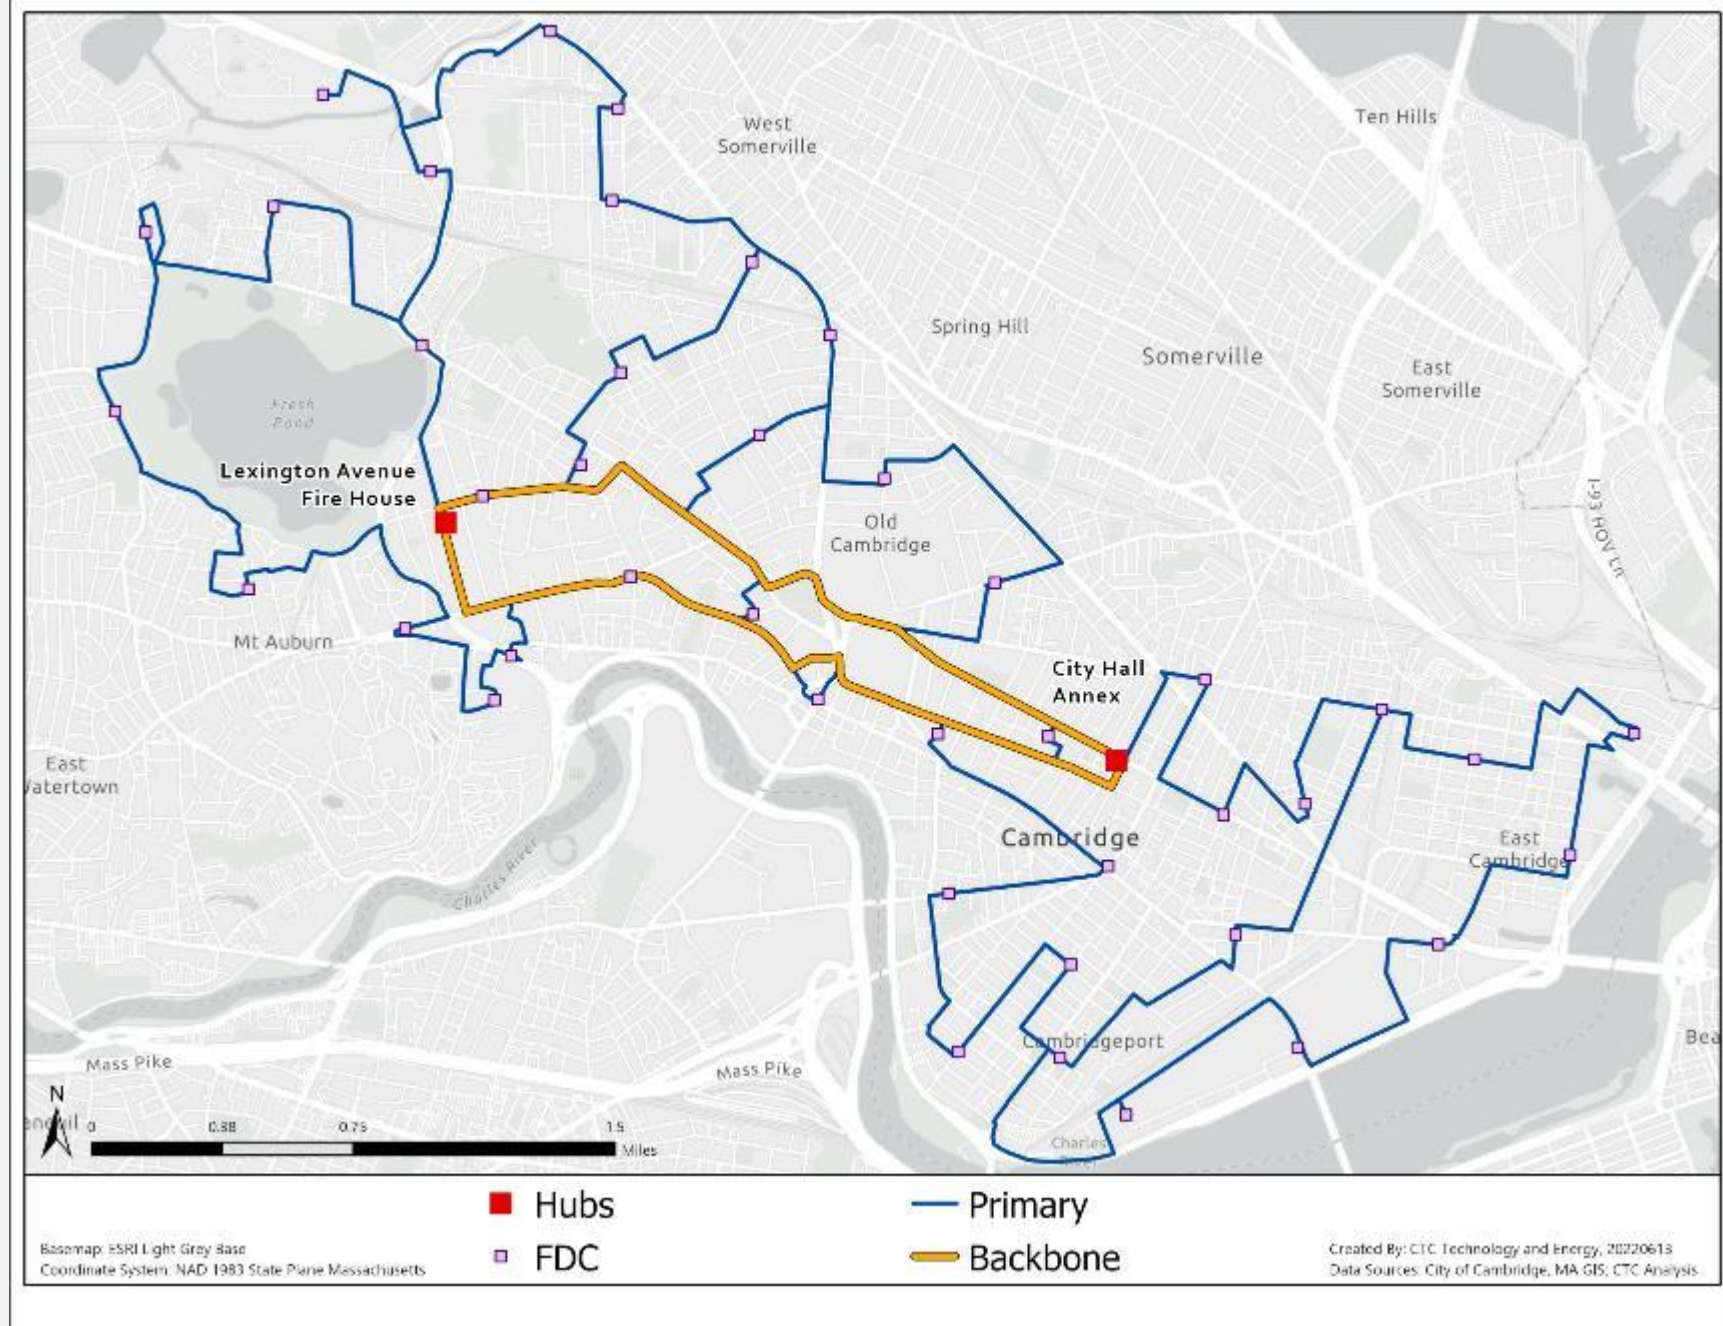 West
Somerville
Ten Hills
Spring Hill
Somerville
East
Somerville
Fresh
Pond
Lexington Avenue
Fire House
I-93 HOV Ln
Old
Cambridge
Mt Auburn
City Hall
Annex
East
Watertown
Cambridge
East
Cambridge
Charles River
Cambridgeport
Bea
Mass Pike
Mass Pike
N
0
0.38
0.75
1.5
Miles
Charles
River
Hubs
Primary
FDC
Backbone
Basemap: ESRI Light Grey Base
Coordinate System: NAD 1983 State Plane Massachusetts
Created By: CTC Technology and Energy, 20220613
Data Sources: City of Cambridge, MA GIS; CTC Analysis